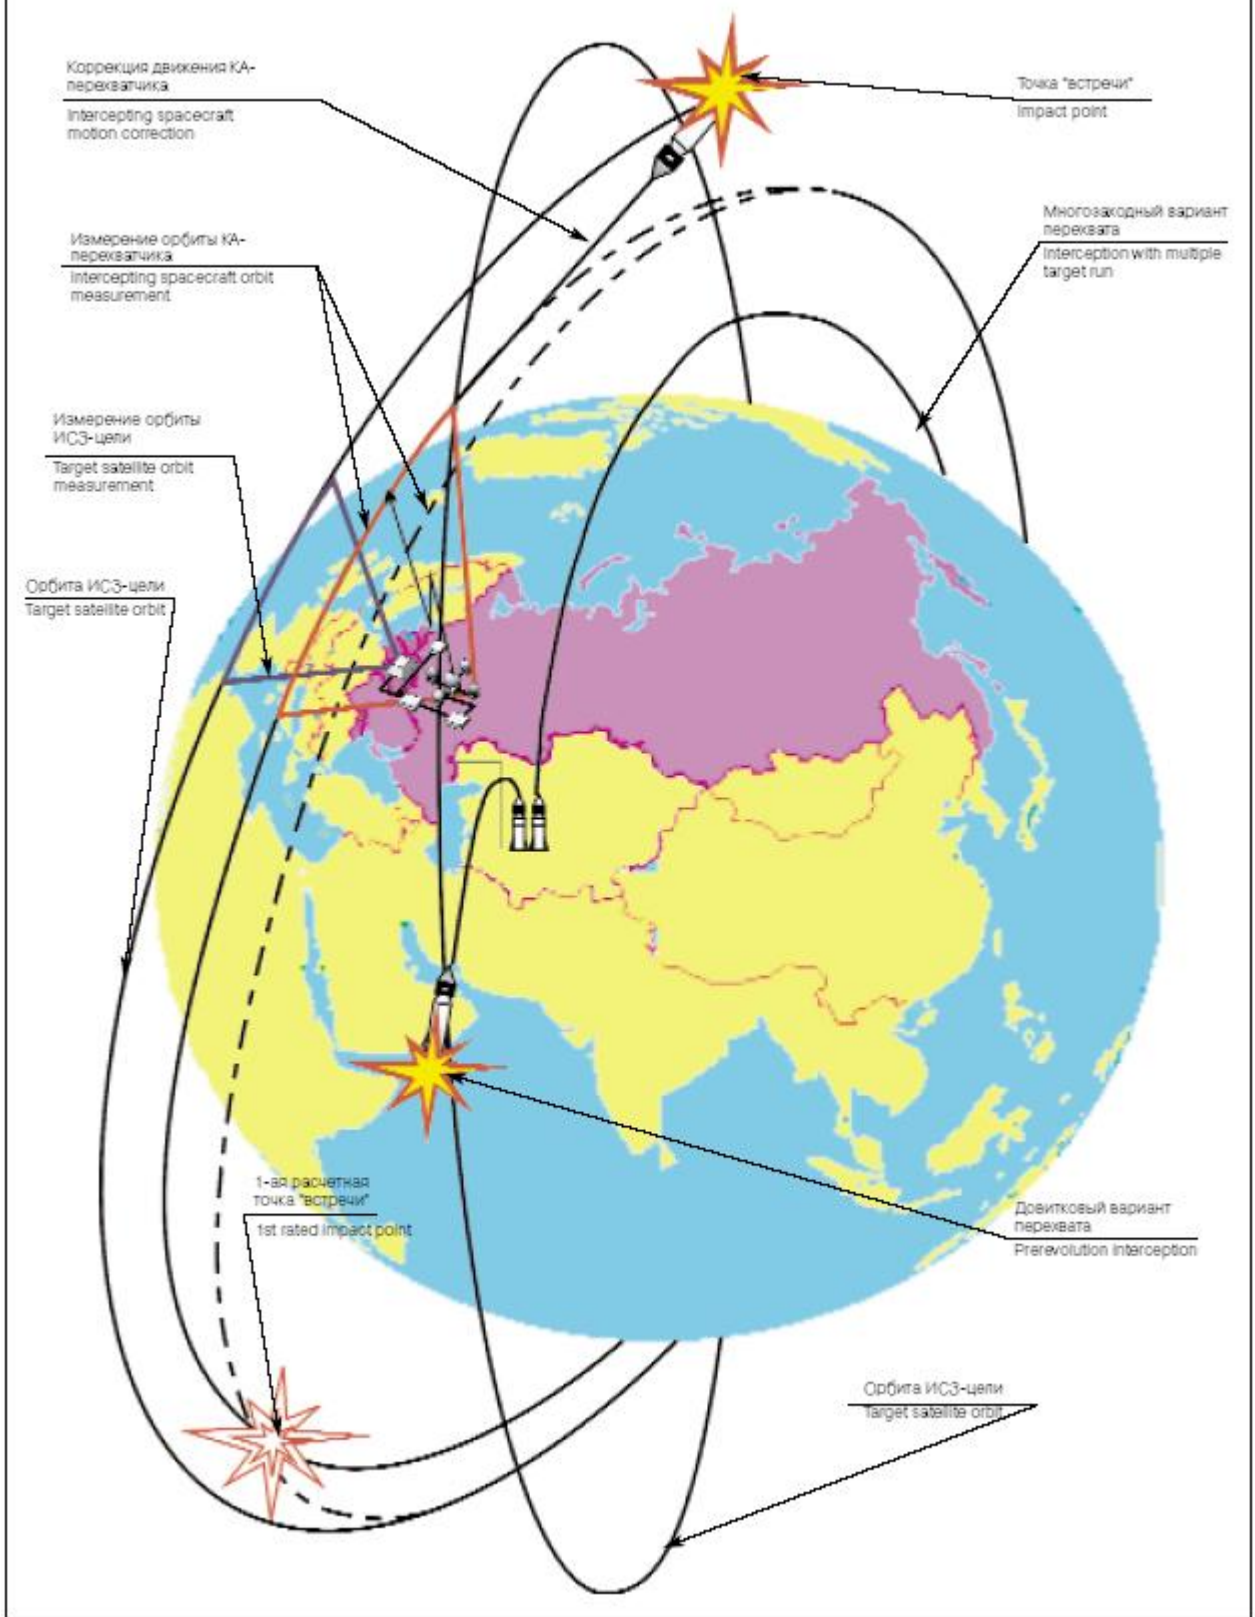 Коррекция движения КА-
перехватчика
Intercepting spacecraft
motion correction
Точка "встречи"
Impact point
Многозаходный вариант
перехвата
Interception with multiple
target run
Измерение орбиты КА-
перехватчика
Intercepting spacecraft orbit
measurement
Измерение орбиты
ИСЗ-цели
Target satellite orbit
measurement
Орбита ИСЗ-цели
Target satellite orbit
1-ая расчетная
точка "встречи"
1st rated impact point
Довитковый вариант
перехвата
Prerevolution interception
Орбита ИСЗ-цели
Target satellite orbit